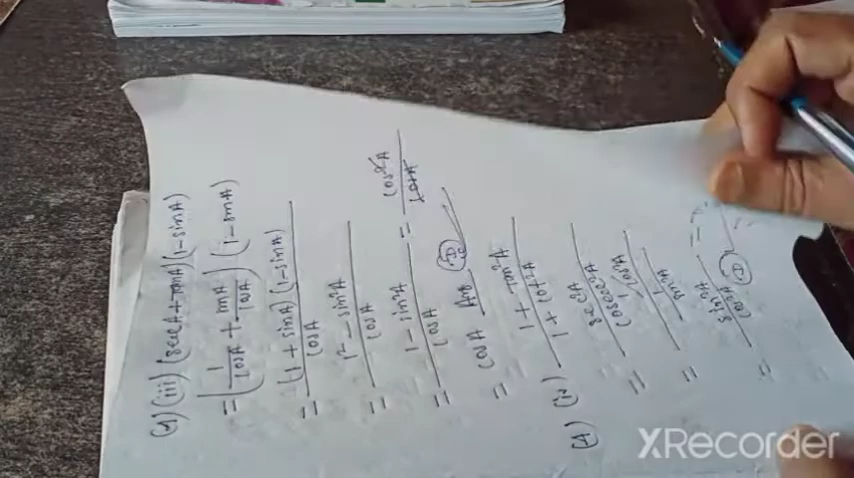 (4) (iii) (secA + tanA) (1 - sinA)
= (1/cosA + sinA/cosA) (1 - sinA)
= (1 + sinA) (1 - sinA) / cosA
= 1² - sin²A / cosA
= 1 - sin²A / cosA = cos²A / cosA
= cosA Ans (D)
(4) (iv) 1 + tan²A / 1 + cot²A
= sec²A / cosec²A
= 1/cos²A / 1/sin²A
= sin²A / cos²A
(D)
XRecorder